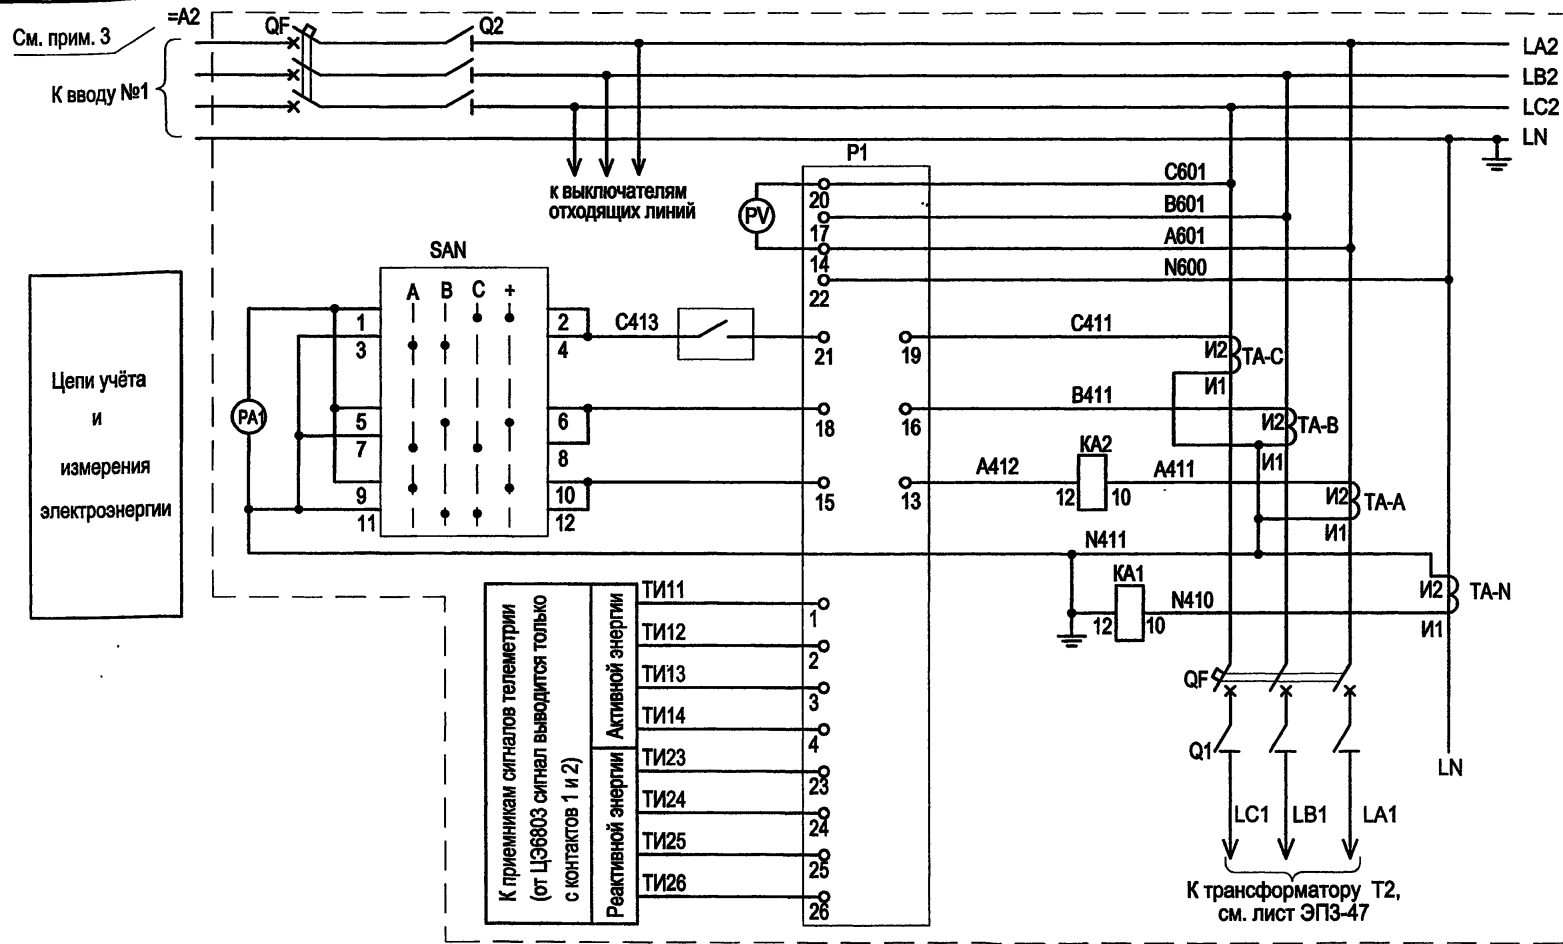 =A2
См. прим. 3
QF
Q2
К вводу №1
LA2
LB2
LC2
LN
к выключателям
отходящих линий
P1
PV
20
17
14
22
C601
B601
A601
N600
SAN
A B C +
1
3
5
7
9
11
2
4
6
8
10
12
PA1
C413
21
19
C411
И2
TA-C
И1
18
16
B411
И2
TA-B
И1
15
13
A412
KA2
12
10
A411
И2
TA-A
И1
N411
KA1
12
10
N410
И2
TA-N
И1
Цепи учёта
и
измерения
электроэнергии
К приемникам сигналов телеметрии
(от ЦЭ6803 сигнал выводится только
с контактов 1 и 2)
Активной энергии
Реактивной энергии
ТИ11
1
ТИ12
2
ТИ13
3
ТИ14
4
ТИ23
23
ТИ24
24
ТИ25
25
ТИ26
26
QF
Q1
LN
LC1
LB1
LA1
К трансформатору T2,
см. лист ЭП3-47